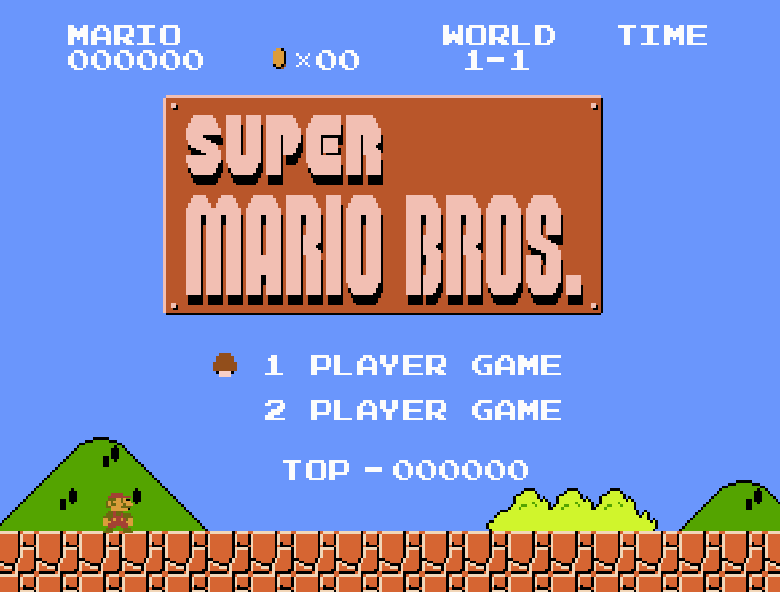 MARIO WORLD TIME
000000 ×00 1-1
SUPER
MARIO BROS.
1 PLAYER GAME
2 PLAYER GAME
TOP - 000000